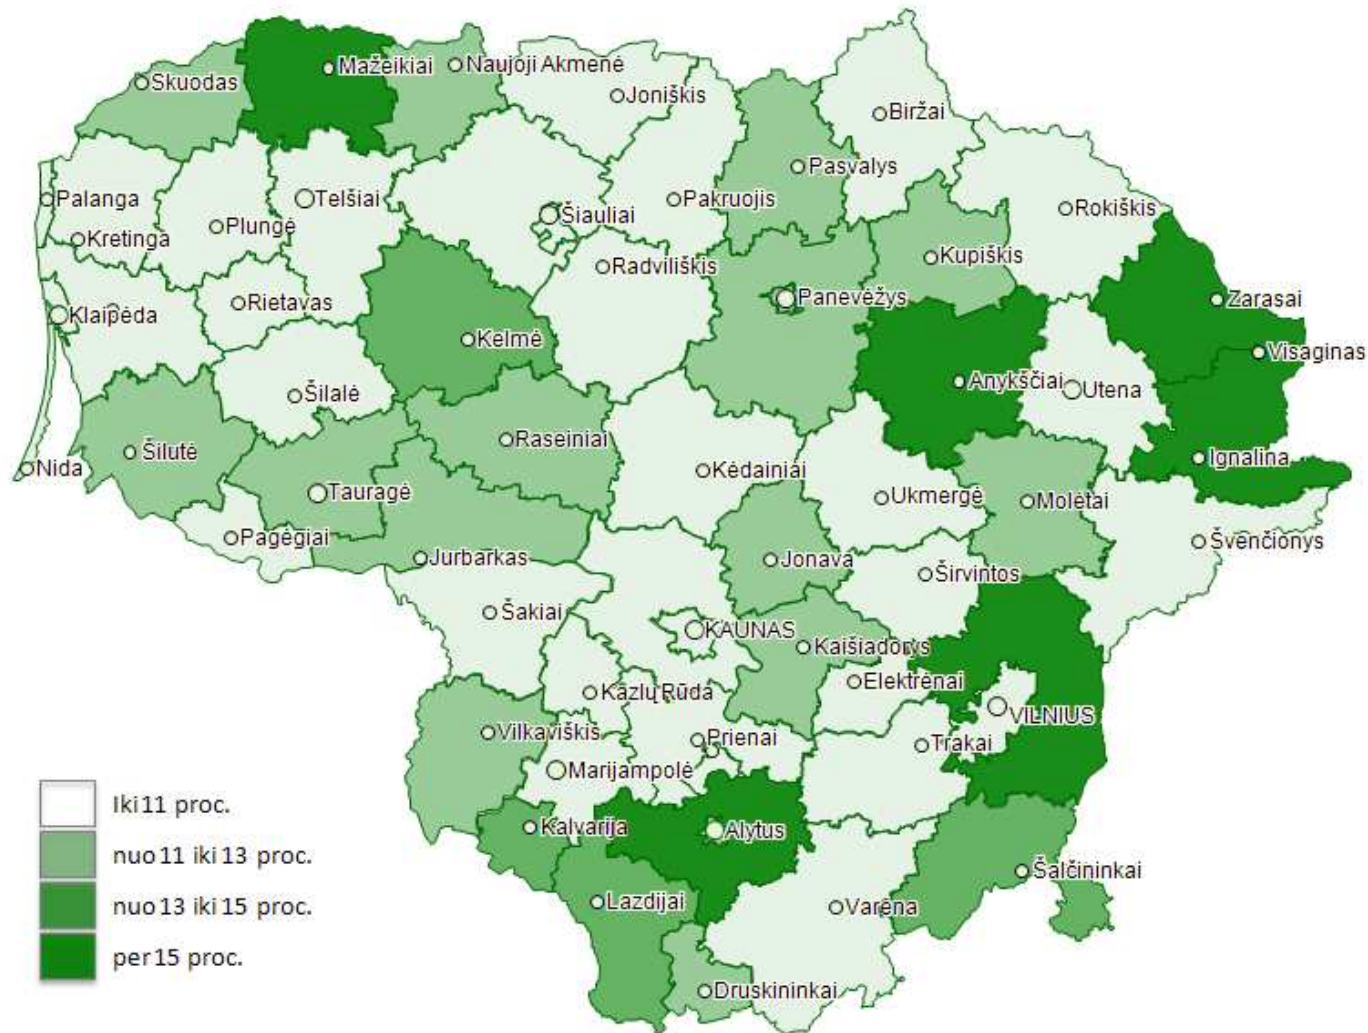 Mažeikiai
Naujoji Akmenė
Skuodas
Joniškis
Biržai
Pasvalys
Palanga
Telšiai
Pakruojis
Rokiškis
Šiauliai
Plungė
Kretinga
Kupiškis
Radviliškis
Rietavas
Panevėžys
Zarasai
Klaipėda
Kelmė
Visaginas
Anykščiai
Utena
Šilalė
Raseiniai
Šilutė
Ignalina
Nida
Kėdainiai
Tauragė
Ukmergė
Molėtai
Pagėgiai
Švenčionys
Jurbarkas
Jonava
Širvintos
Šakiai
KAUNAS
Kaišiadorys
Elektrėnai
Kazlų Rūda
VILNIUS
Vilkaviškis
Prienai
Trakai
Marijampolė
Iki 11 proc.
Kalvarija
Alytus
nuo 11 iki 13 proc.
Šalčininkai
Lazdijai
Varėna
nuo 13 iki 15 proc.
per 15 proc.
Druskininkai